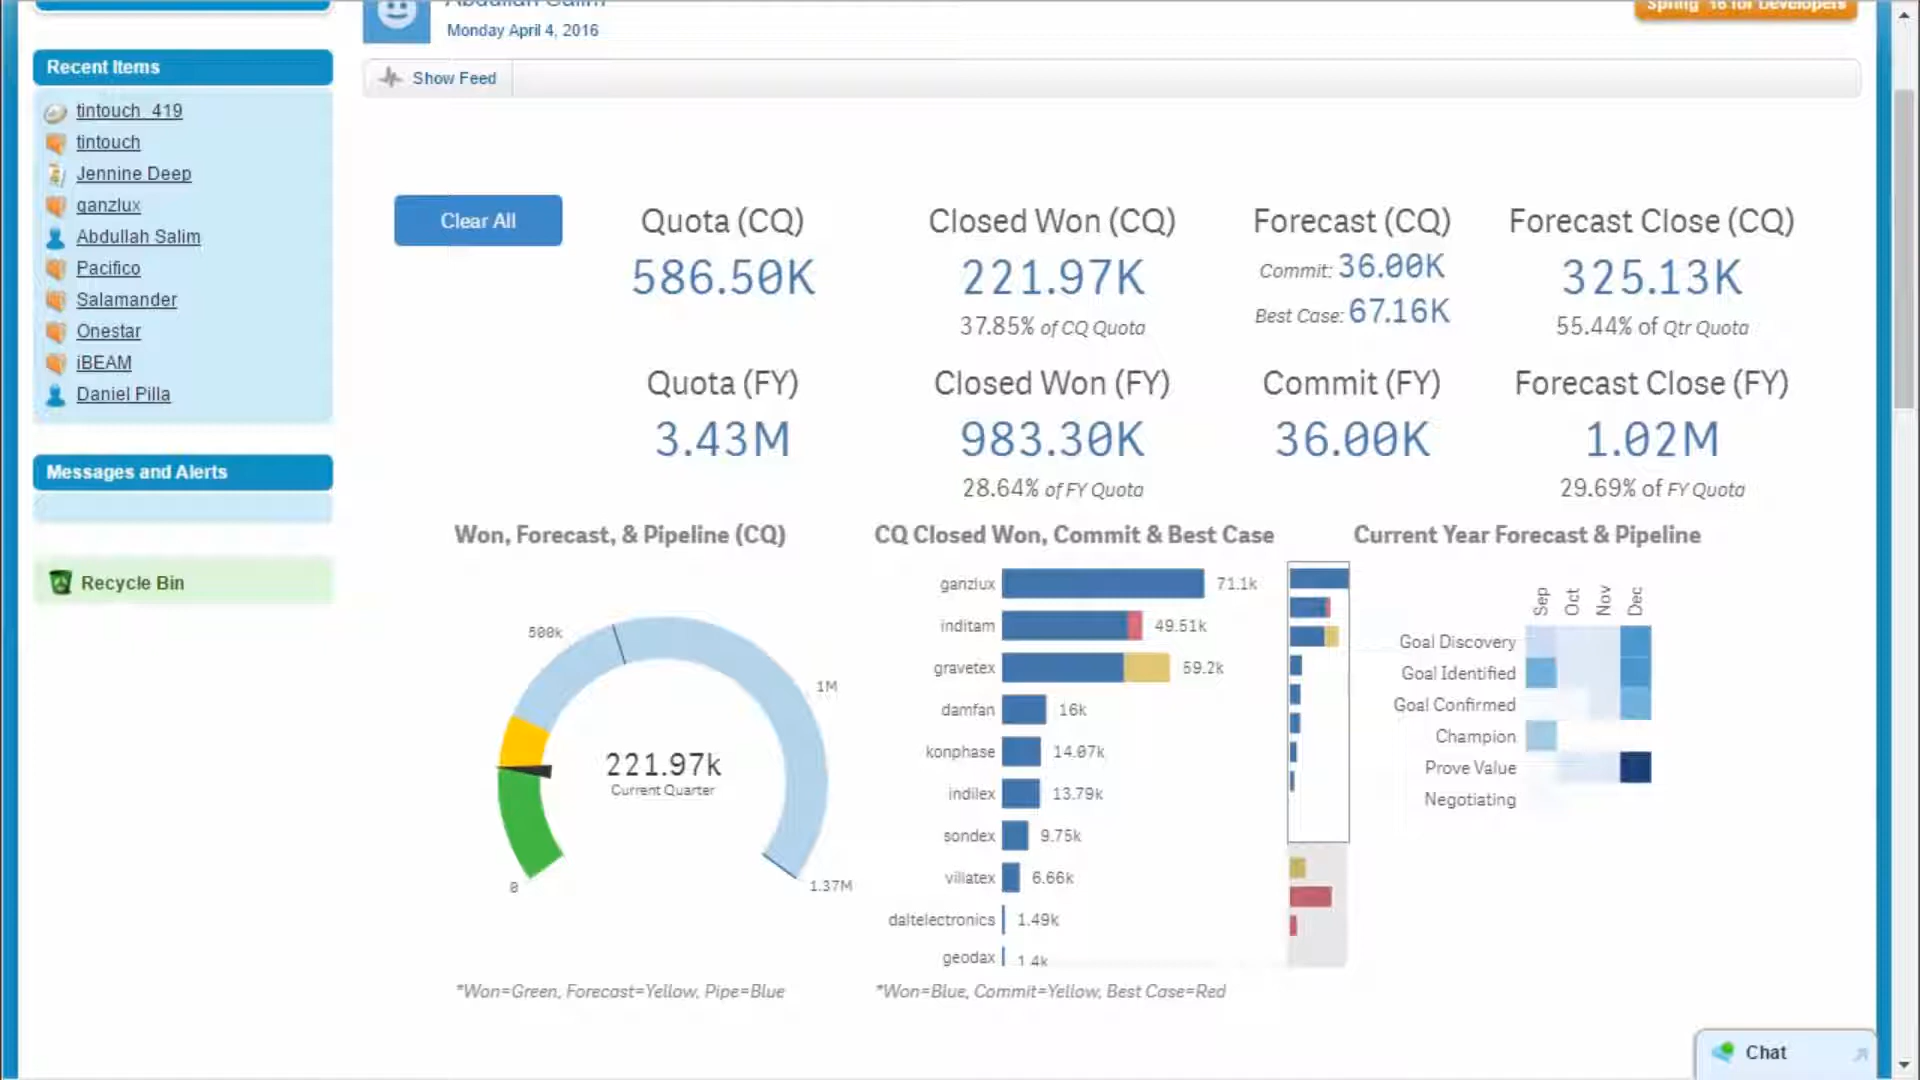 Abdullah Salim
Monday April 4, 2016
Spring '16 for Developers
Recent Items
tintouch_419
tintouch
Jennine Deep
ganzlux
Abdullah Salim
Pacifico
Salamander
Onestar
iBEAM
Daniel Pilla
Messages and Alerts
Recycle Bin
Show Feed
Clear All
Quota (CQ)
586.50K
Closed Won (CQ)
221.97K
37.85% of CQ Quota
Forecast (CQ)
Commit: 36.00K
Best Case: 67.16K
Forecast Close (CQ)
325.13K
55.44% of Qtr Quota
Quota (FY)
3.43M
Closed Won (FY)
983.30K
28.64% of FY Quota
Commit (FY)
36.00K
Forecast Close (FY)
1.02M
29.69% of FY Quota
Won, Forecast, & Pipeline (CQ)
500k
1M
221.97k
Current Quarter
0
1.37M
*Won=Green, Forecast=Yellow, Pipe=Blue
CQ Closed Won, Commit & Best Case
ganzlux 71.1k
inditam 49.51k
gravetex 59.2k
damfan 16k
konphase 14.07k
indilex 13.79k
sondex 9.75k
villatex 6.66k
daltelectronics 1.49k
geodax 1.4k
*Won=Blue, Commit=Yellow, Best Case=Red
Current Year Forecast & Pipeline
Sep Oct Nov Dec
Goal Discovery
Goal Identified
Goal Confirmed
Champion
Prove Value
Negotiating
Chat